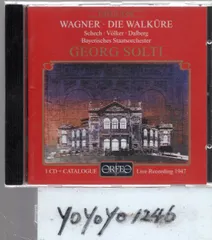 WAGNER · DIE WALKÜRE
Schech · Völker · Dalberg
Bayerisches Staatsorchester
GEORG SOLTI
1 CD + CATALOGUE
ORFEO
Live Recording 1947
YoYoYo1246